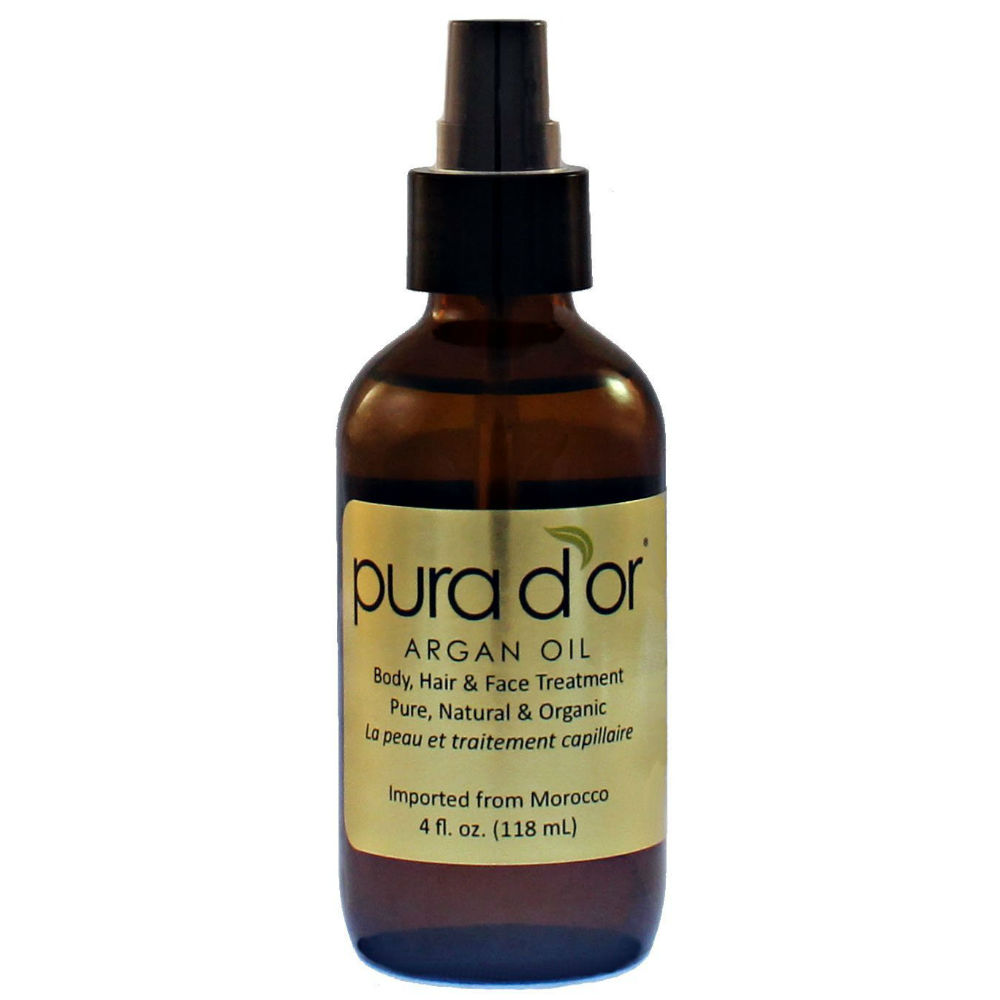 pura d'or®
ARGAN OIL
Body, Hair & Face Treatment
Pure, Natural & Organic
La peau et traitement capillaire
Imported from Morocco
4 fl. oz. (118 mL)